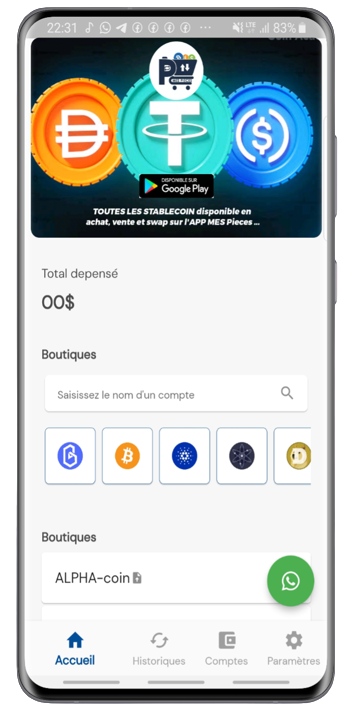 22:31
LTE
83%
DISPONIBLE SUR
Google Play
TOUTES LES STABLECOIN disponible en
achat, vente et swap sur l'APP MES Pieces ...
Total depensé
00$
Boutiques
Saisissez le nom d'un compte
Boutiques
ALPHA-coin
Accueil
Historiques
Comptes
Paramètres